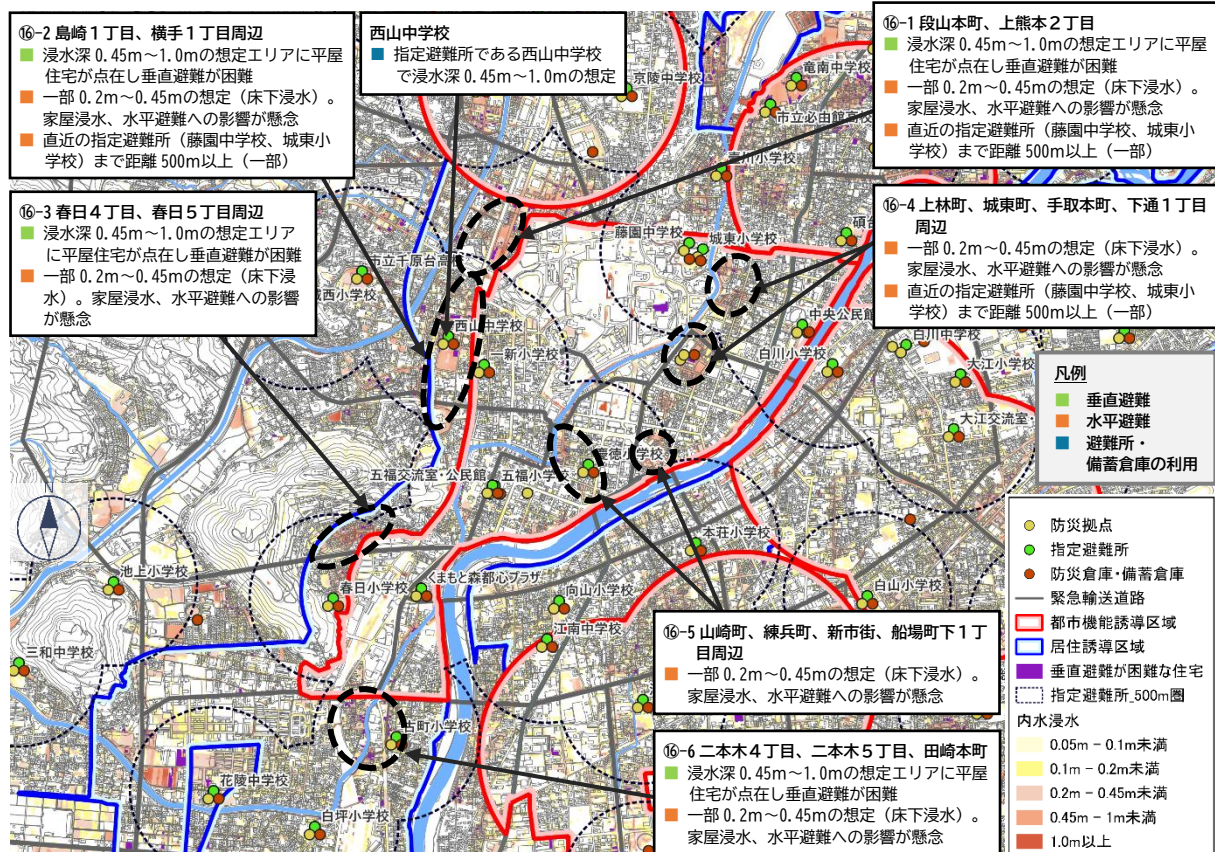 ⑯-2 島崎1丁目、横手1丁目周辺
浸水深0.45m～1.0mの想定エリアに平屋
住宅が点在し垂直避難が困難
一部0.2m～0.45mの想定（床下浸水）。
家屋浸水、水平避難への影響が懸念
直近の指定避難所（藤園中学校、城東小
学校）まで距離500m以上（一部）
西山中学校
指定避難所である西山中学校
で浸水深0.45m～1.0mの想定
⑯-1 段山本町、上熊本2丁目
浸水深0.45m～1.0mの想定エリアに平屋
住宅が点在し垂直避難が困難
一部0.2m～0.45mの想定（床下浸水）。
家屋浸水、水平避難への影響が懸念
直近の指定避難所（藤園中学校、城東小
学校）まで距離500m以上（一部）
⑯-3 春日4丁目、春日5丁目周辺
浸水深0.45m～1.0mの想定エリア
に平屋住宅が点在し垂直避難が困難
一部0.2m～0.45mの想定（床下浸
水）。家屋浸水、水平避難への影響
が懸念
⑯-4 上林町、城東町、手取本町、下通1丁目
周辺
一部0.2m～0.45mの想定（床下浸水）。
家屋浸水、水平避難への影響が懸念
直近の指定避難所（藤園中学校、城東小
学校）まで距離500m以上（一部）
京陵中学校
竜南中学校
市立必由館高校
壺川小学校
藤園中学校
城東小学校
碩台
市立千原台高
城西小学校
西山中学校
一新小学校
中央公民館
白川小学校
白川中学校
大江小学校
大江交流室・
慶徳小学校
五福交流室・公民館
五福小学校
本荘小学校
池上小学校
春日小学校
くまもと森都心プラザ
向山小学校
白山小学校
江南中学校
三和中学校
古町小学校
花陵中学校
白坪小学校
凡例
垂直避難
水平避難
避難所・
備蓄倉庫の利用
⑯-5 山崎町、練兵町、新市街、船場町下1丁
目周辺
一部0.2m～0.45mの想定（床下浸水）。
家屋浸水、水平避難への影響が懸念
⑯-6 二本木4丁目、二本木5丁目、田崎本町
浸水深0.45m～1.0mの想定エリアに平屋
住宅が点在し垂直避難が困難
一部0.2m～0.45mの想定（床下浸水）。
家屋浸水、水平避難への影響が懸念
防災拠点
指定避難所
防災倉庫・備蓄倉庫
緊急輸送道路
都市機能誘導区域
居住誘導区域
垂直避難が困難な住宅
指定避難所_500m圏
内水浸水
0.05m - 0.1m未満
0.1m - 0.2m未満
0.2m - 0.45m未満
0.45m - 1m未満
1.0m以上